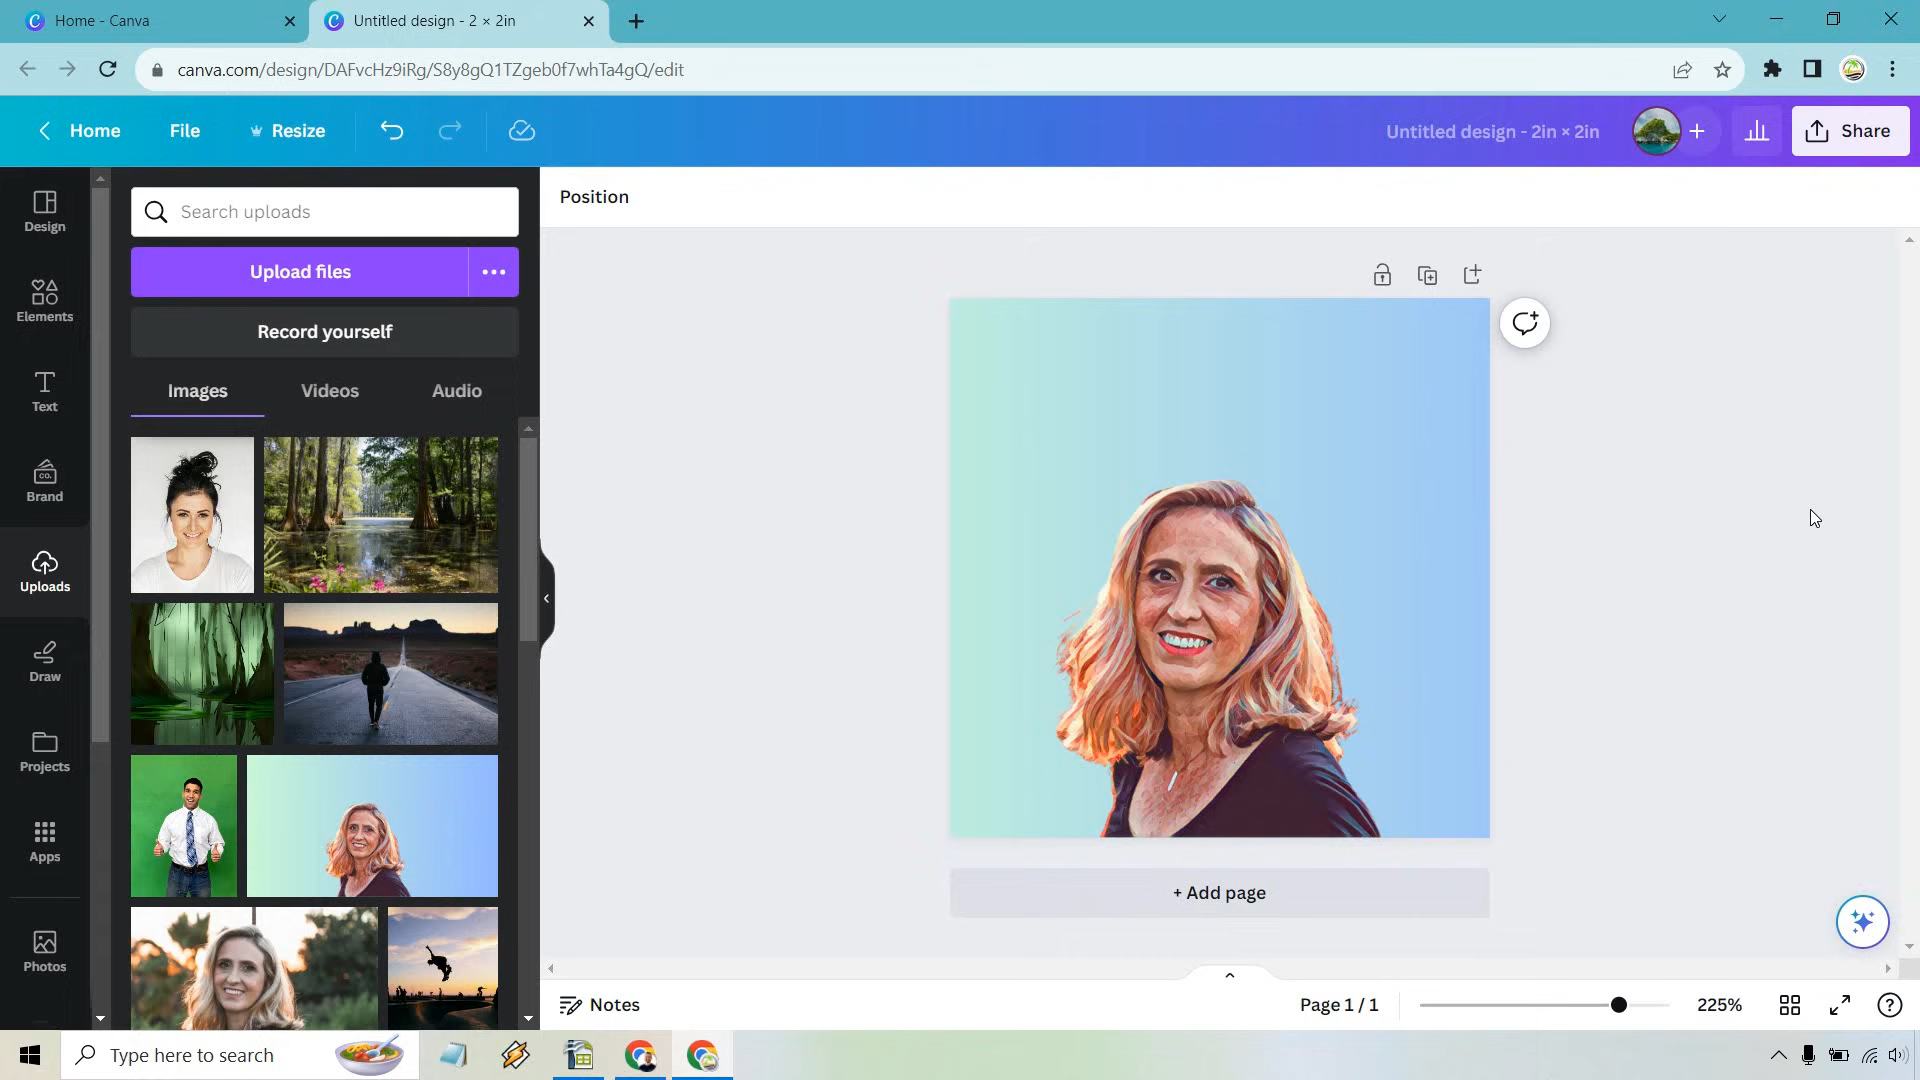 Home - Canva
Untitled design - 2 × 2in
canva.com/design/DAFvcHz9iRg/S8y8gQ1TZgeb0f7whTa4gQ/edit
Home
File
Resize
Untitled design - 2in × 2in
Share
Design
Elements
Text
CO.
Brand
Uploads
Draw
Projects
Apps
Photos
Search uploads
Upload files
Record yourself
Images
Videos
Audio
Position
+ Add page
Notes
Page 1 / 1
225%
Type here to search